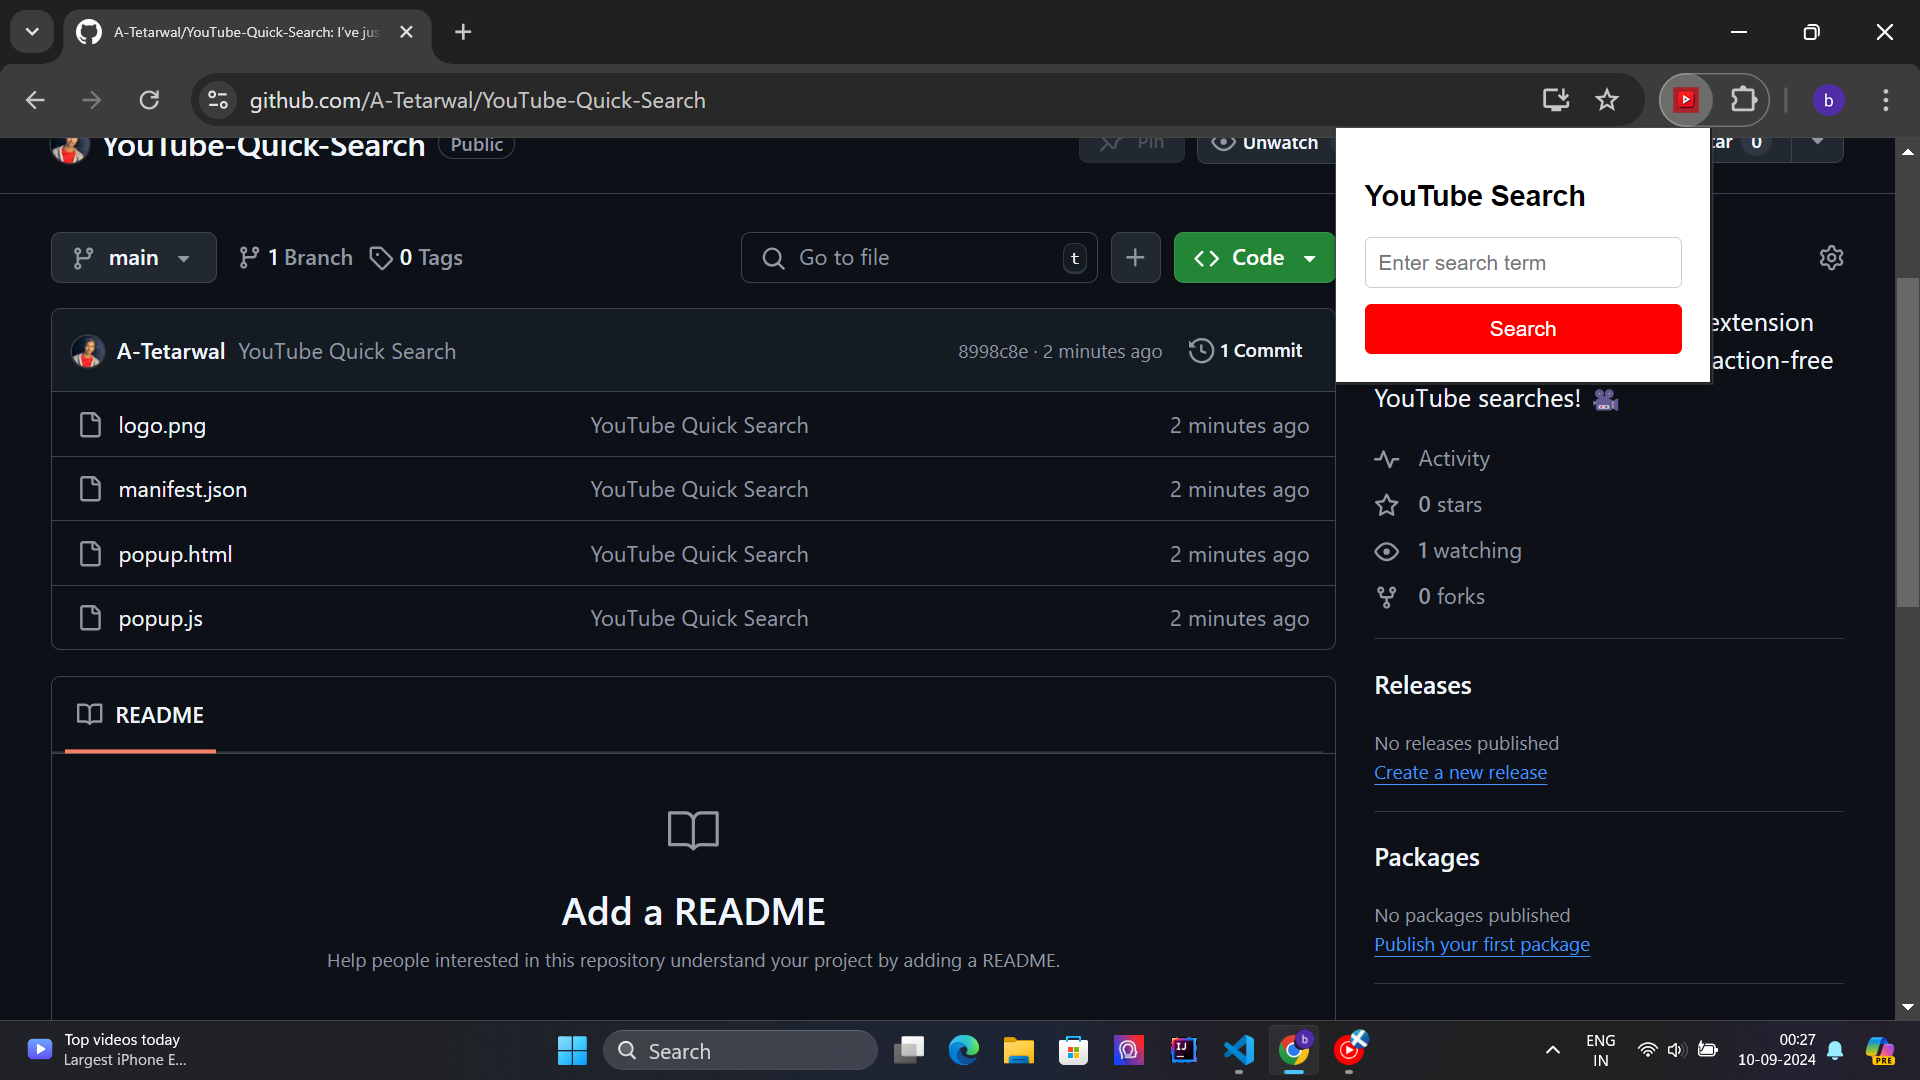 A-Tetarwal/YouTube-Quick-Search: I've jus
github.com/A-Tetarwal/YouTube-Quick-Search
b
YouTube-Quick-Search
Public
Pin
Unwatch
0
YouTube Search
Enter search term
Search
main
1 Branch
0 Tags
Go to file
t
Code
extension
action-free
YouTube searches!
A-Tetarwal YouTube Quick Search
8998c8e · 2 minutes ago
1 Commit
logo.png YouTube Quick Search 2 minutes ago
manifest.json YouTube Quick Search 2 minutes ago
popup.html YouTube Quick Search 2 minutes ago
popup.js YouTube Quick Search 2 minutes ago
Activity
0 stars
1 watching
0 forks
README
Add a README
Help people interested in this repository understand your project by adding a README.
Releases
No releases published
Create a new release
Packages
No packages published
Publish your first package
Top videos today
Largest iPhone E...
Search
IJ
b
ENG
IN
00:27
10-09-2024
PRE